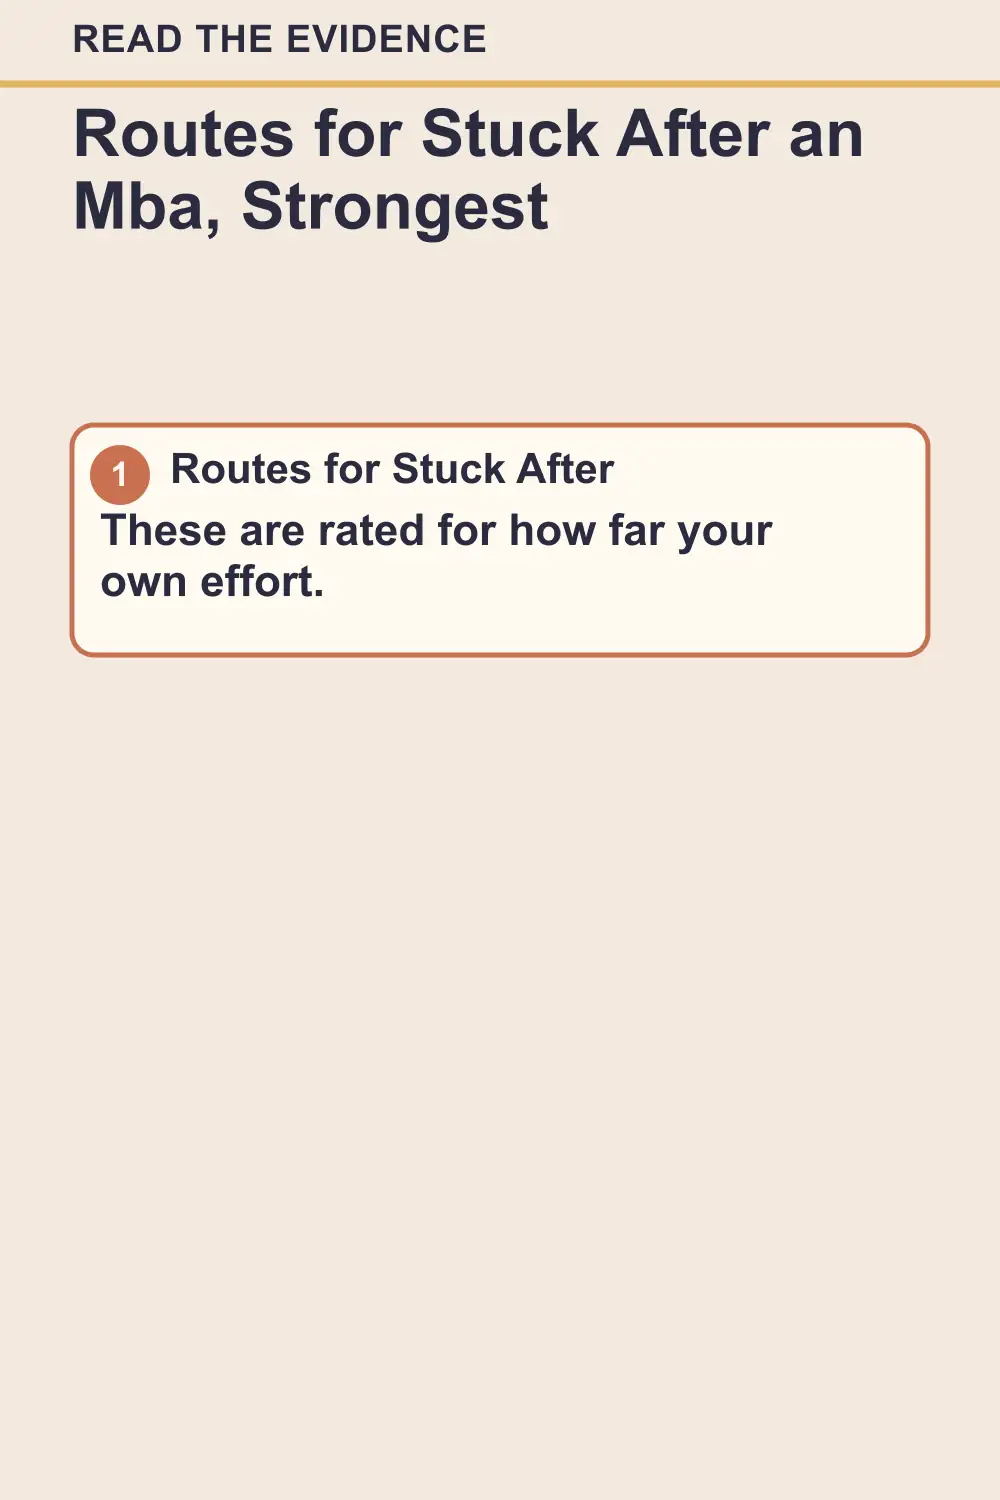 READ THE EVIDENCE
Routes for Stuck After an
Mba, Strongest
1 Routes for Stuck After
These are rated for how far your
own effort.